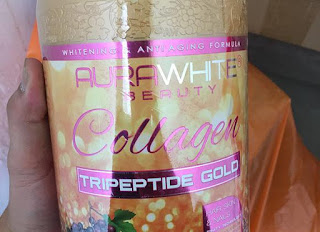 WHITENING & ANTI-AGING FORMULA
AURAWHITE
BEAUTY
Collagen
TRIPEPTIDE GOLD